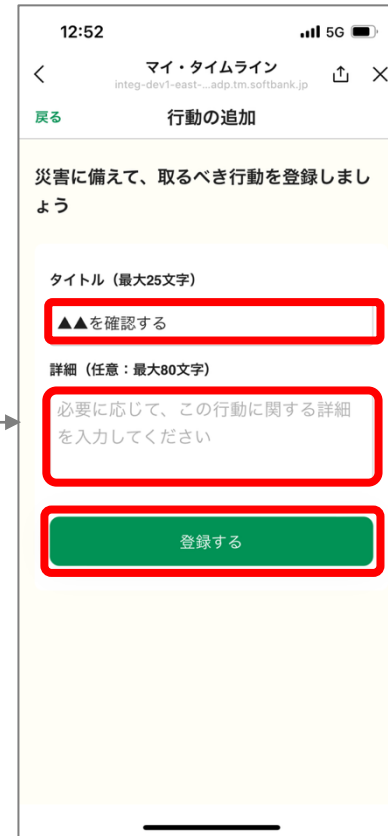 12:52
5G
マイ・タイムライン
integ-dev1-east-...adp.tm.softbank.jp
戻る
行動の追加
災害に備えて、取るべき行動を登録しまし
ょう
タイトル（最大25文字）
▲▲を確認する
詳細（任意：最大80文字）
必要に応じて、この行動に関する詳細
を入力してください
登録する